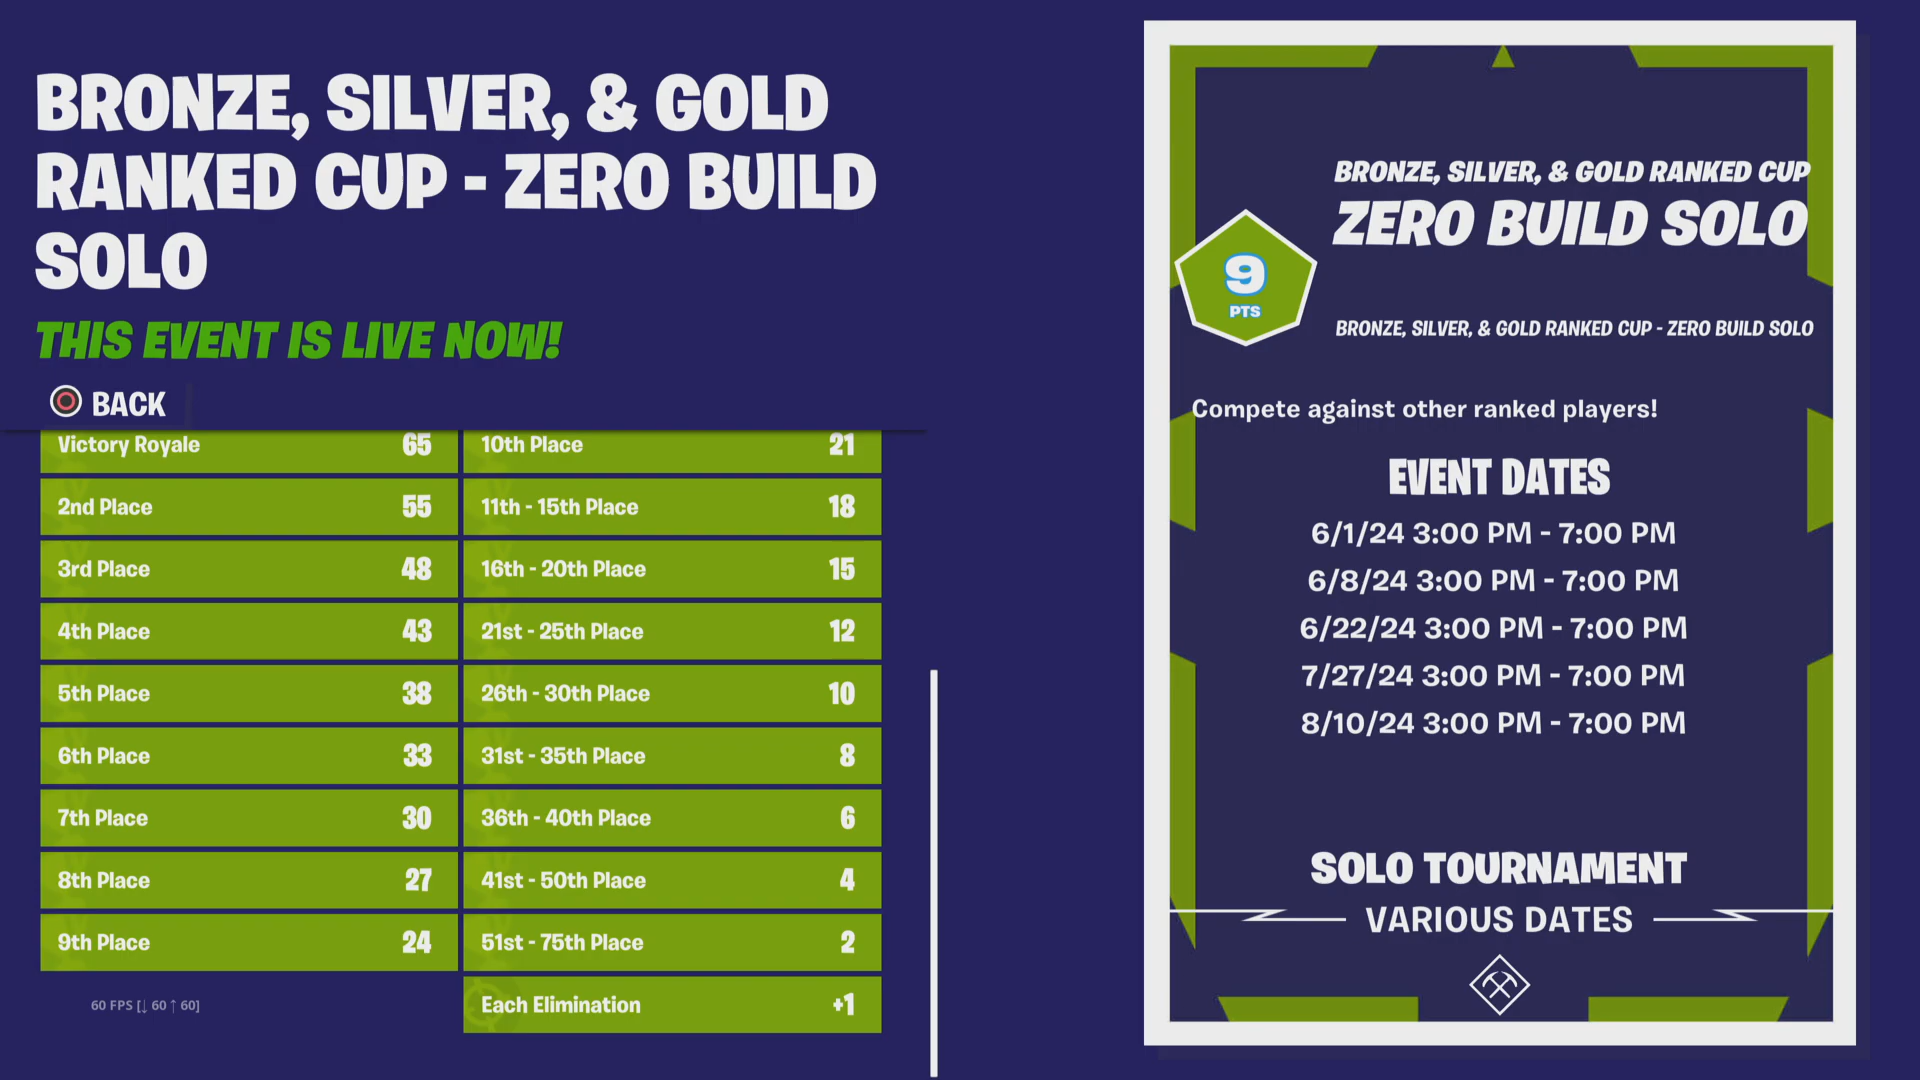 BRONZE, SILVER, & GOLD
RANKED CUP - ZERO BUILD
SOLO
THIS EVENT IS LIVE NOW!
BACK
Victory Royale 65
2nd Place 55
3rd Place 48
4th Place 43
5th Place 38
6th Place 33
7th Place 30
8th Place 27
9th Place 24
10th Place 21
11th - 15th Place 18
16th - 20th Place 15
21st - 25th Place 12
26th - 30th Place 10
31st - 35th Place 8
36th - 40th Place 6
41st - 50th Place 4
51st - 75th Place 2
Each Elimination +1
60 FPS [↓ 60 ↑ 60]
BRONZE, SILVER, & GOLD RANKED CUP
ZERO BUILD SOLO
9
PTS
BRONZE, SILVER, & GOLD RANKED CUP - ZERO BUILD SOLO
Compete against other ranked players!
EVENT DATES
6/1/24 3:00 PM - 7:00 PM
6/8/24 3:00 PM - 7:00 PM
6/22/24 3:00 PM - 7:00 PM
7/27/24 3:00 PM - 7:00 PM
8/10/24 3:00 PM - 7:00 PM
SOLO TOURNAMENT
VARIOUS DATES